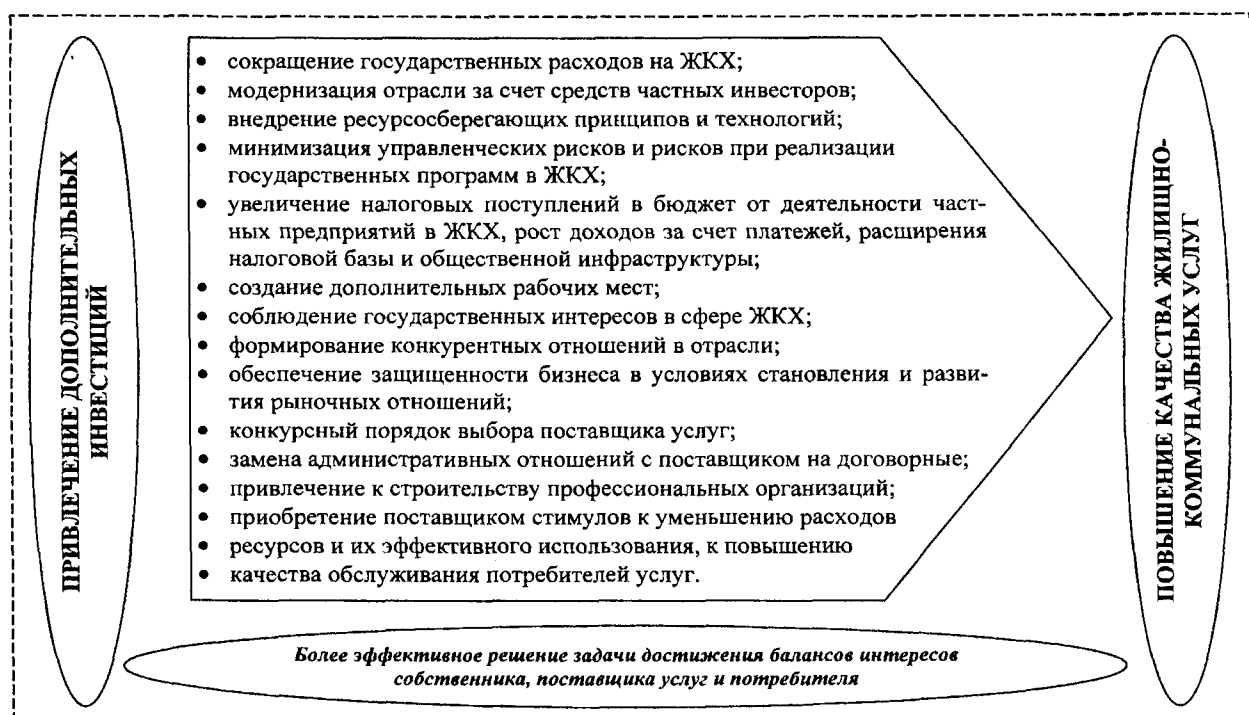 ПРИВЛЕЧЕНИЕ ДОПОЛНИТЕЛЬНЫХ
ИНВЕСТИЦИЙ
• сокращение государственных расходов на ЖКХ;
• модернизация отрасли за счет средств частных инвесторов;
• внедрение ресурсосберегающих принципов и технологий;
• минимизация управленческих рисков и рисков при реализации
государственных программ в ЖКХ;
• увеличение налоговых поступлений в бюджет от деятельности част-
ных предприятий в ЖКХ, рост доходов за счет платежей, расширения
налоговой базы и общественной инфраструктуры;
• создание дополнительных рабочих мест;
• соблюдение государственных интересов в сфере ЖКХ;
• формирование конкурентных отношений в отрасли;
• обеспечение защищенности бизнеса в условиях становления и разви-
тия рыночных отношений;
• конкурсный порядок выбора поставщика услуг;
• замена административных отношений с поставщиком на договорные;
• привлечение к строительству профессиональных организаций;
• приобретение поставщиком стимулов к уменьшению расходов
• ресурсов и их эффективного использования, к повышению
• качества обслуживания потребителей услуг.
ПОВЫШЕНИЕ КАЧЕСТВА ЖИЛИЩНО-
КОММУНАЛЬНЫХ УСЛУГ
Более эффективное решение задачи достижения балансов интересов
собственника, поставщика услуг и потребителя